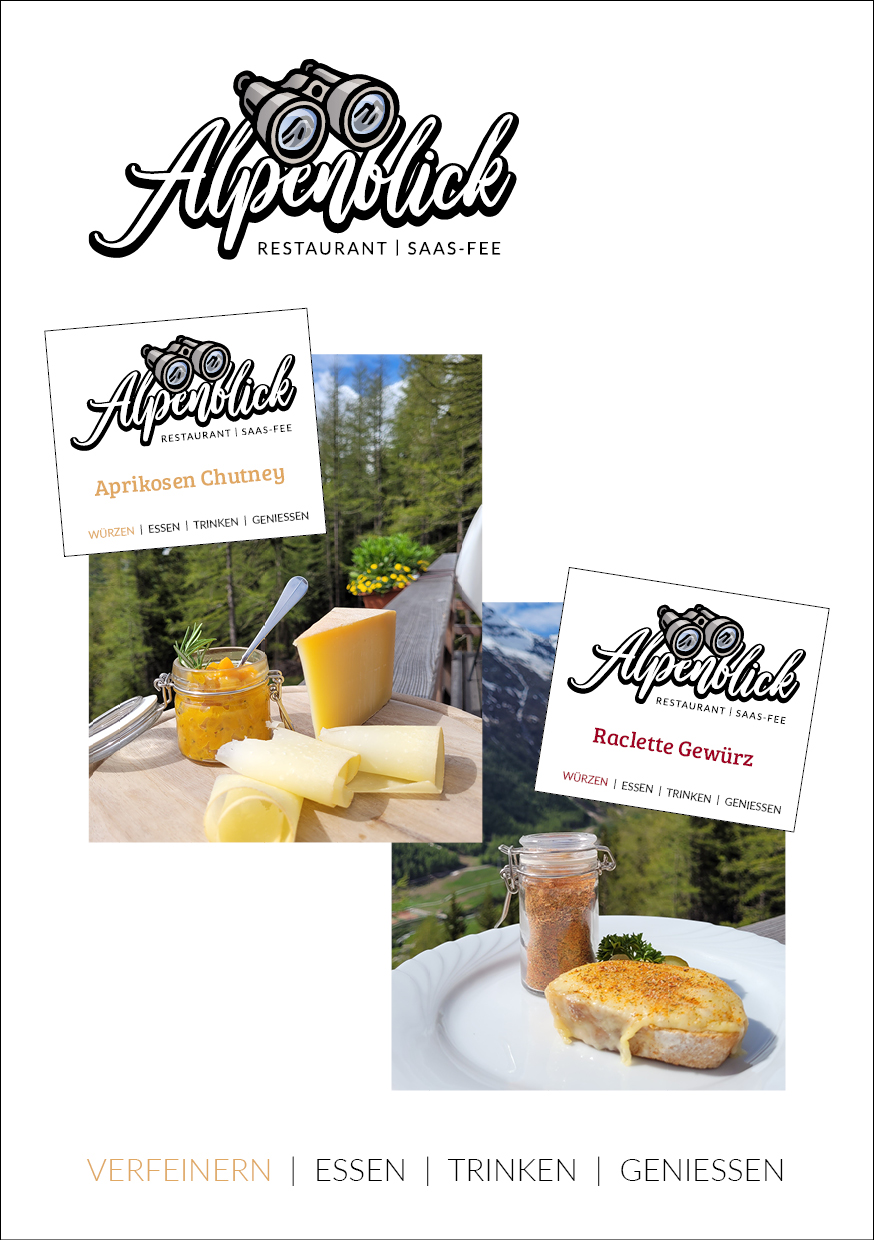 Alpenblick
RESTAURANT | SAAS-FEE
Alpenblick
RESTAURANT | SAAS-FEE
Aprikosen Chutney
WÜRZEN | ESSEN | TRINKEN | GENIESSEN
Alpenblick
RESTAURANT | SAAS-FEE
Raclette Gewürz
WÜRZEN | ESSEN | TRINKEN | GENIESSEN
VERFEINERN | ESSEN | TRINKEN | GENIESSEN